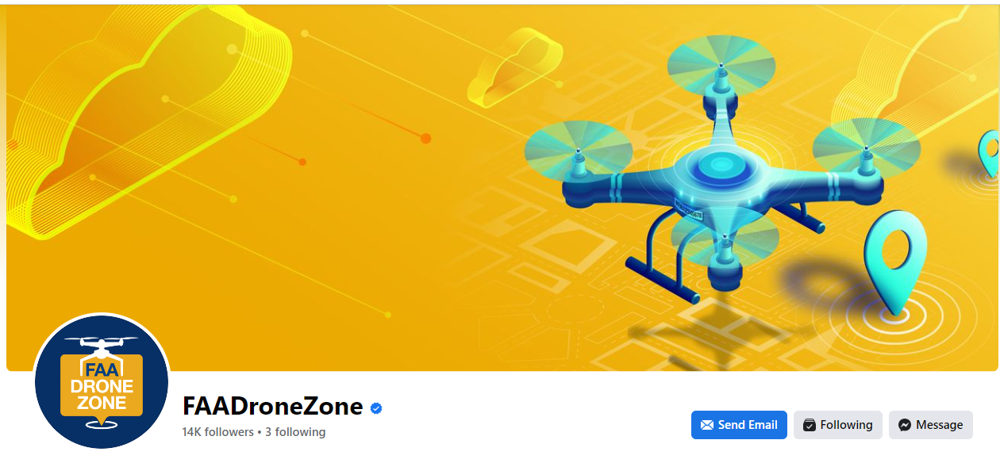 FAA
DRONE
ZONE
FAADroneZone
14K followers • 3 following
Send Email
Following
Message